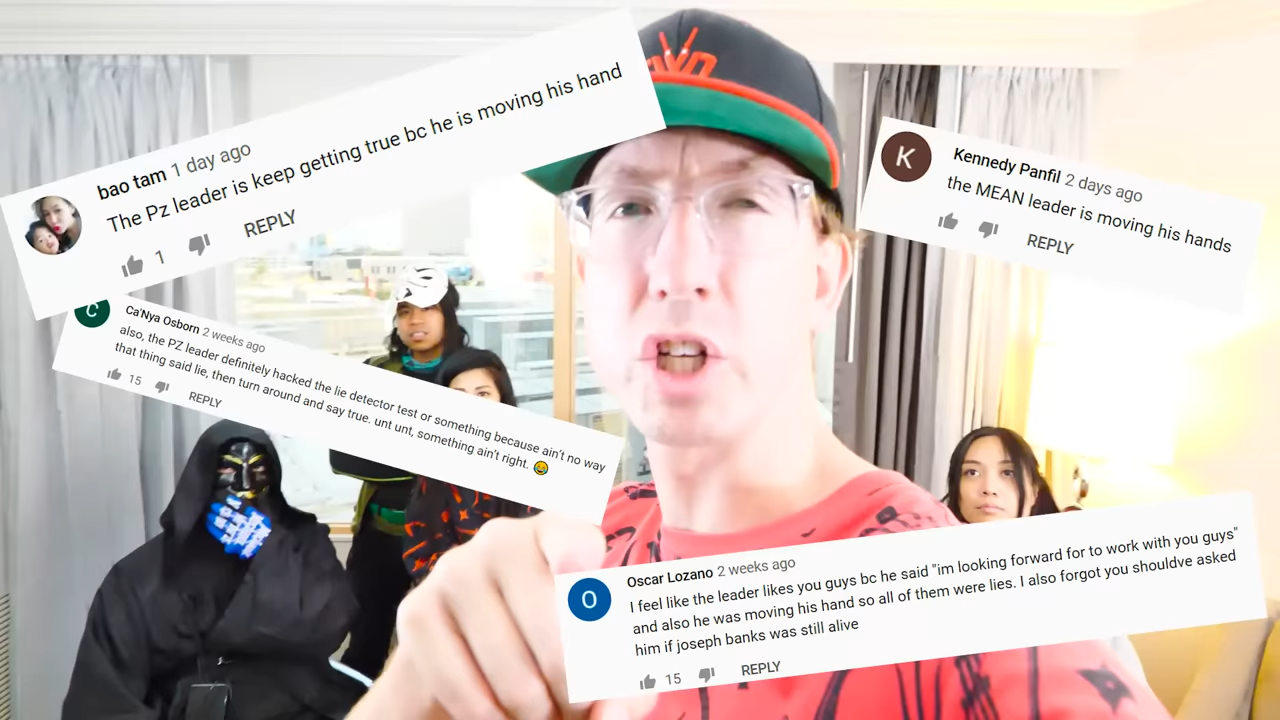 bao tam 1 day ago
The Pz leader is keep getting true bc he is moving his hand
1 REPLY
K
Kennedy Panfil 2 days ago
the MEAN leader is moving his hands
REPLY
C
Ca'Nya Osborn 2 weeks ago
also, the PZ leader definitely hacked the lie detector test or something because ain't no way
that thing said lie, then turn around and say true. unt unt, something ain't right. 😂
15 REPLY
O
Oscar Lozano 2 weeks ago
I feel like the leader likes you guys bc he said "im looking forward for to work with you guys"
and also he was moving his hand so all of them were lies. I also forgot you shouldve asked
him if joseph banks was still alive
15 REPLY